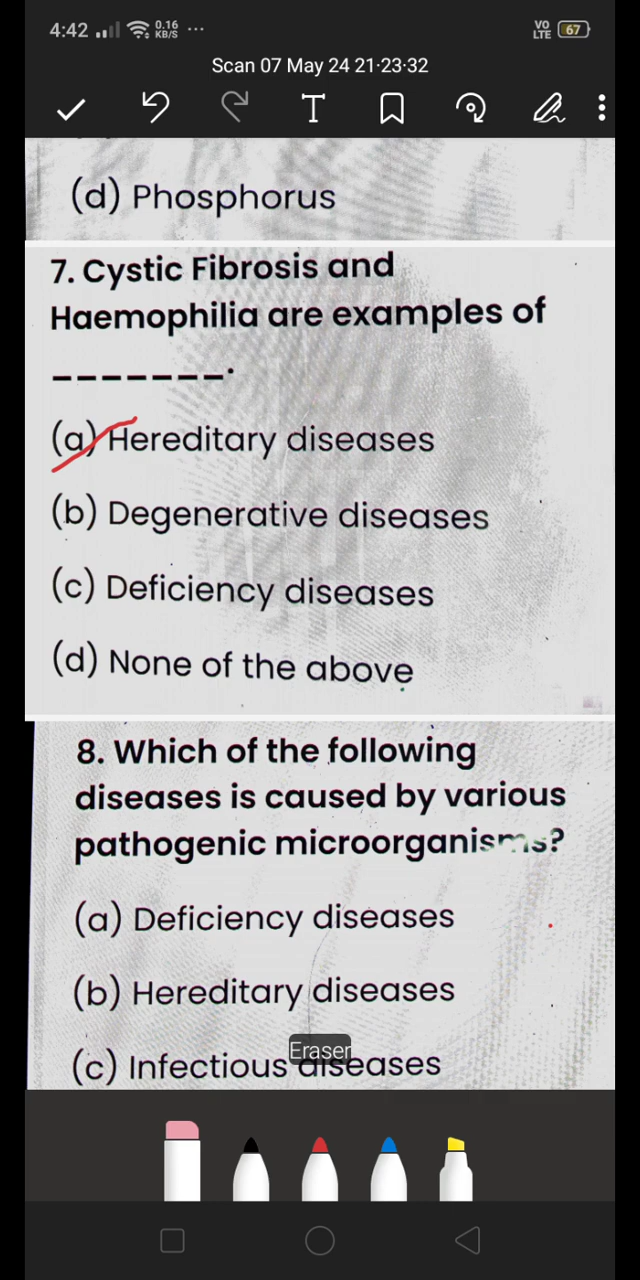 4:42 0.16 KB/S ... VO LTE 67
Scan 07 May 24 21·23·32
T
(d) Phosphorus
7. Cystic Fibrosis and
Haemophilia are examples of
_______.
(a) Hereditary diseases
(b) Degenerative diseases
(c) Deficiency diseases
(d) None of the above
8. Which of the following
diseases is caused by various
pathogenic microorganisms?
(a) Deficiency diseases
(b) Hereditary diseases
Eraser
(c) Infectious diseases